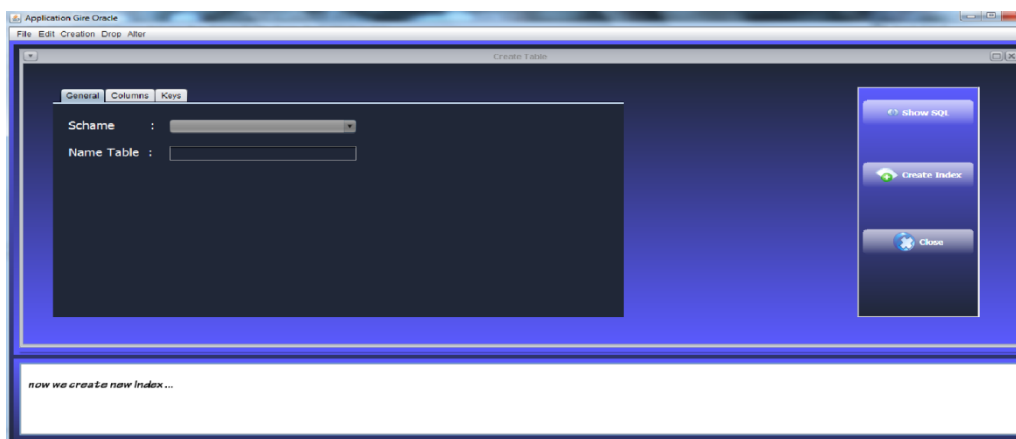 Application Gire Oracle
File Edit Creation Drop Alter
Create Table
General Columns Keys
Schame :
Name Table :
Show SQL
Create Index
Close
now we create new index...